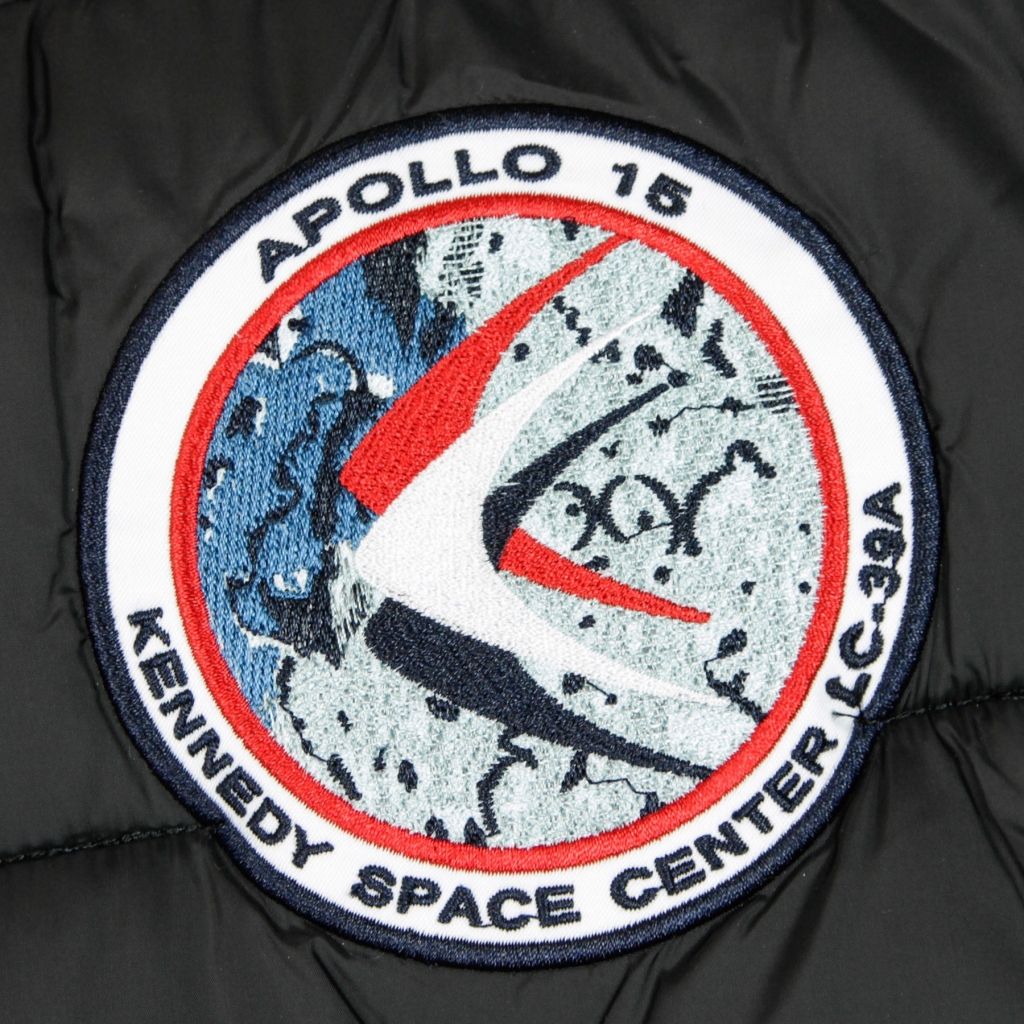 APOLLO 15
KENNEDY SPACE CENTER LC-39A